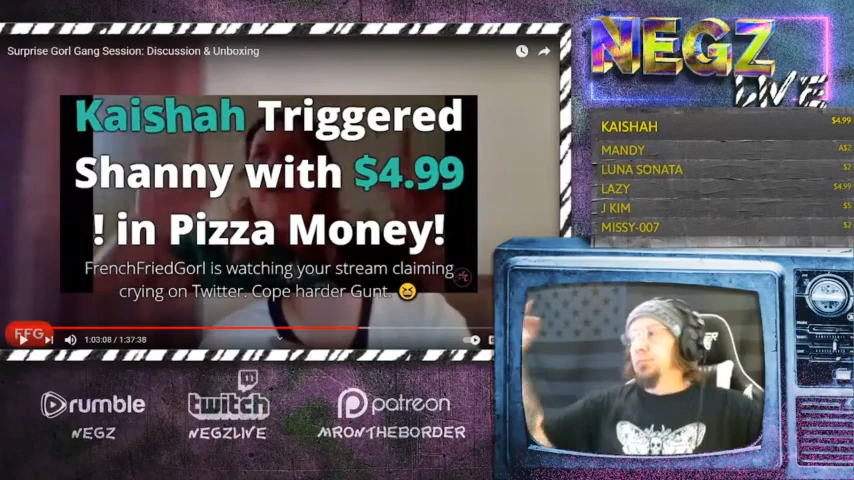 Surprise Gorl Gang Session: Discussion & Unboxing
Kaishah Triggered
Shanny with $4.99
! in Pizza Money!
FrenchFriedGorl is watching your stream claiming
crying on Twitter. Cope harder Gunt. 😆
FFG
1:03:08 / 1:37:38
NEGZ
LIVE
KAISHAH $4.99
MANDY A$2
LUNA SONATA $2
LAZY $4.99
J KIM $5
MISSY-007 $2
rumble
NEGZ
twitch
NEGZLIVE
patreon
MRONTHEBORDER